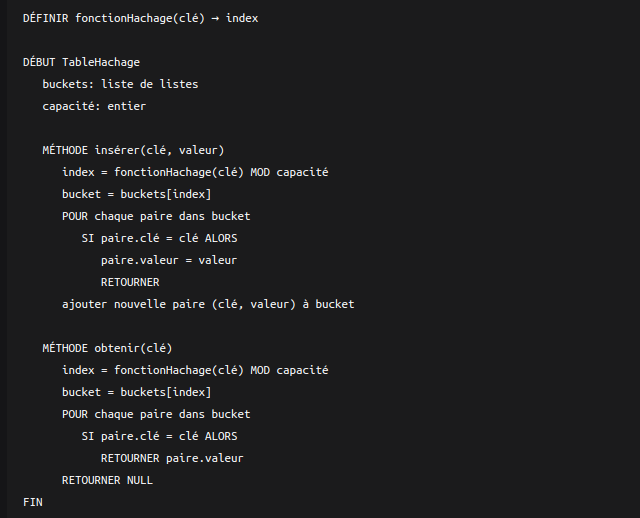 DÉFINIR fonctionHachage(clé) → index
DÉBUT TableHachage
buckets: liste de listes
capacité: entier
MÉTHODE insérer(clé, valeur)
index = fonctionHachage(clé) MOD capacité
bucket = buckets[index]
POUR chaque paire dans bucket
SI paire.clé = clé ALORS
paire.valeur = valeur
RETOURNER
ajouter nouvelle paire (clé, valeur) à bucket
MÉTHODE obtenir(clé)
index = fonctionHachage(clé) MOD capacité
bucket = buckets[index]
POUR chaque paire dans bucket
SI paire.clé = clé ALORS
RETOURNER paire.valeur
RETOURNER NULL
FIN